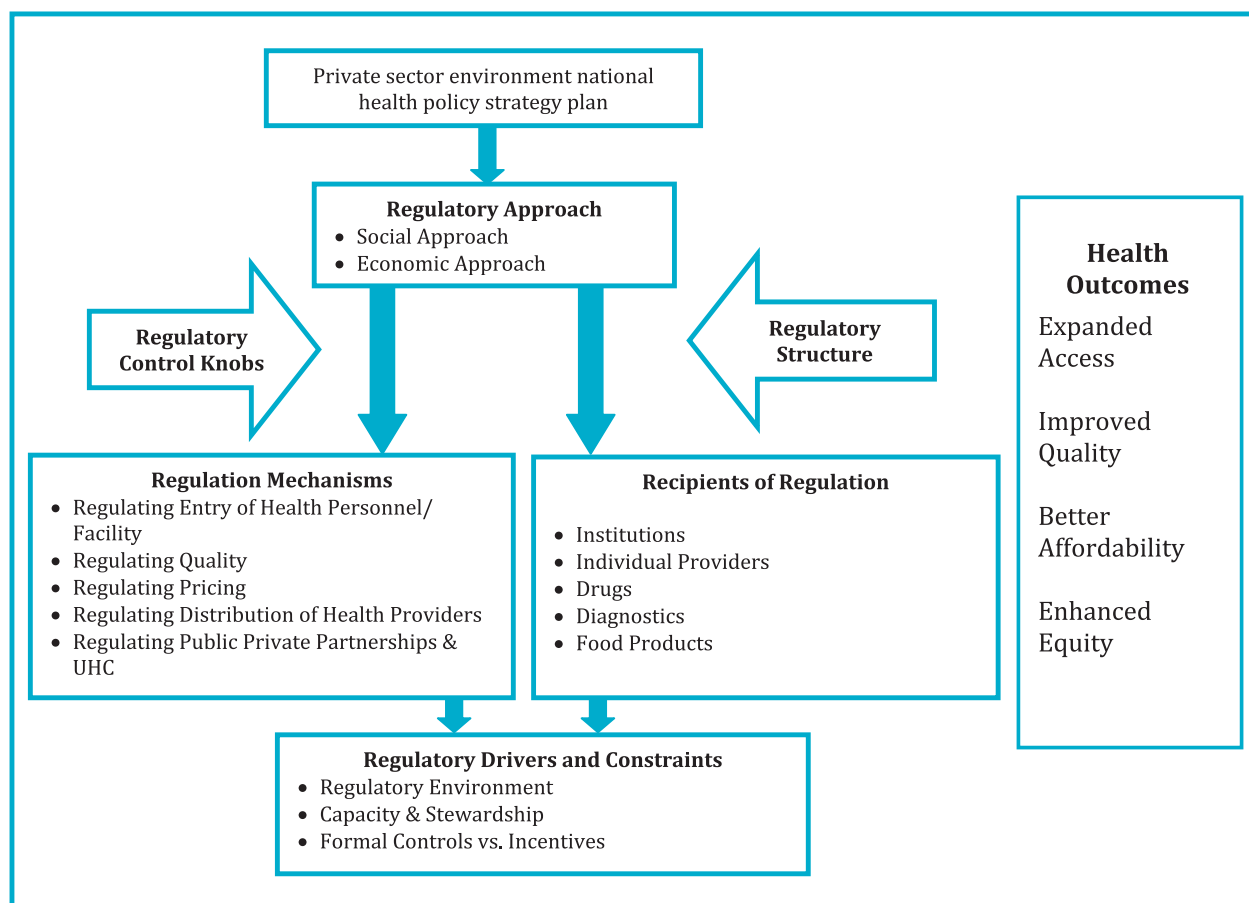 Private sector environment national
health policy strategy plan
Regulatory Approach
• Social Approach
• Economic Approach
Regulatory
Control Knobs
Regulatory
Structure
Regulation Mechanisms
• Regulating Entry of Health Personnel/
Facility
• Regulating Quality
• Regulating Pricing
• Regulating Distribution of Health Providers
• Regulating Public Private Partnerships &
UHC
Recipients of Regulation
• Institutions
• Individual Providers
• Drugs
• Diagnostics
• Food Products
Regulatory Drivers and Constraints
• Regulatory Environment
• Capacity & Stewardship
• Formal Controls vs. Incentives
Health
Outcomes
Expanded
Access
Improved
Quality
Better
Affordability
Enhanced
Equity